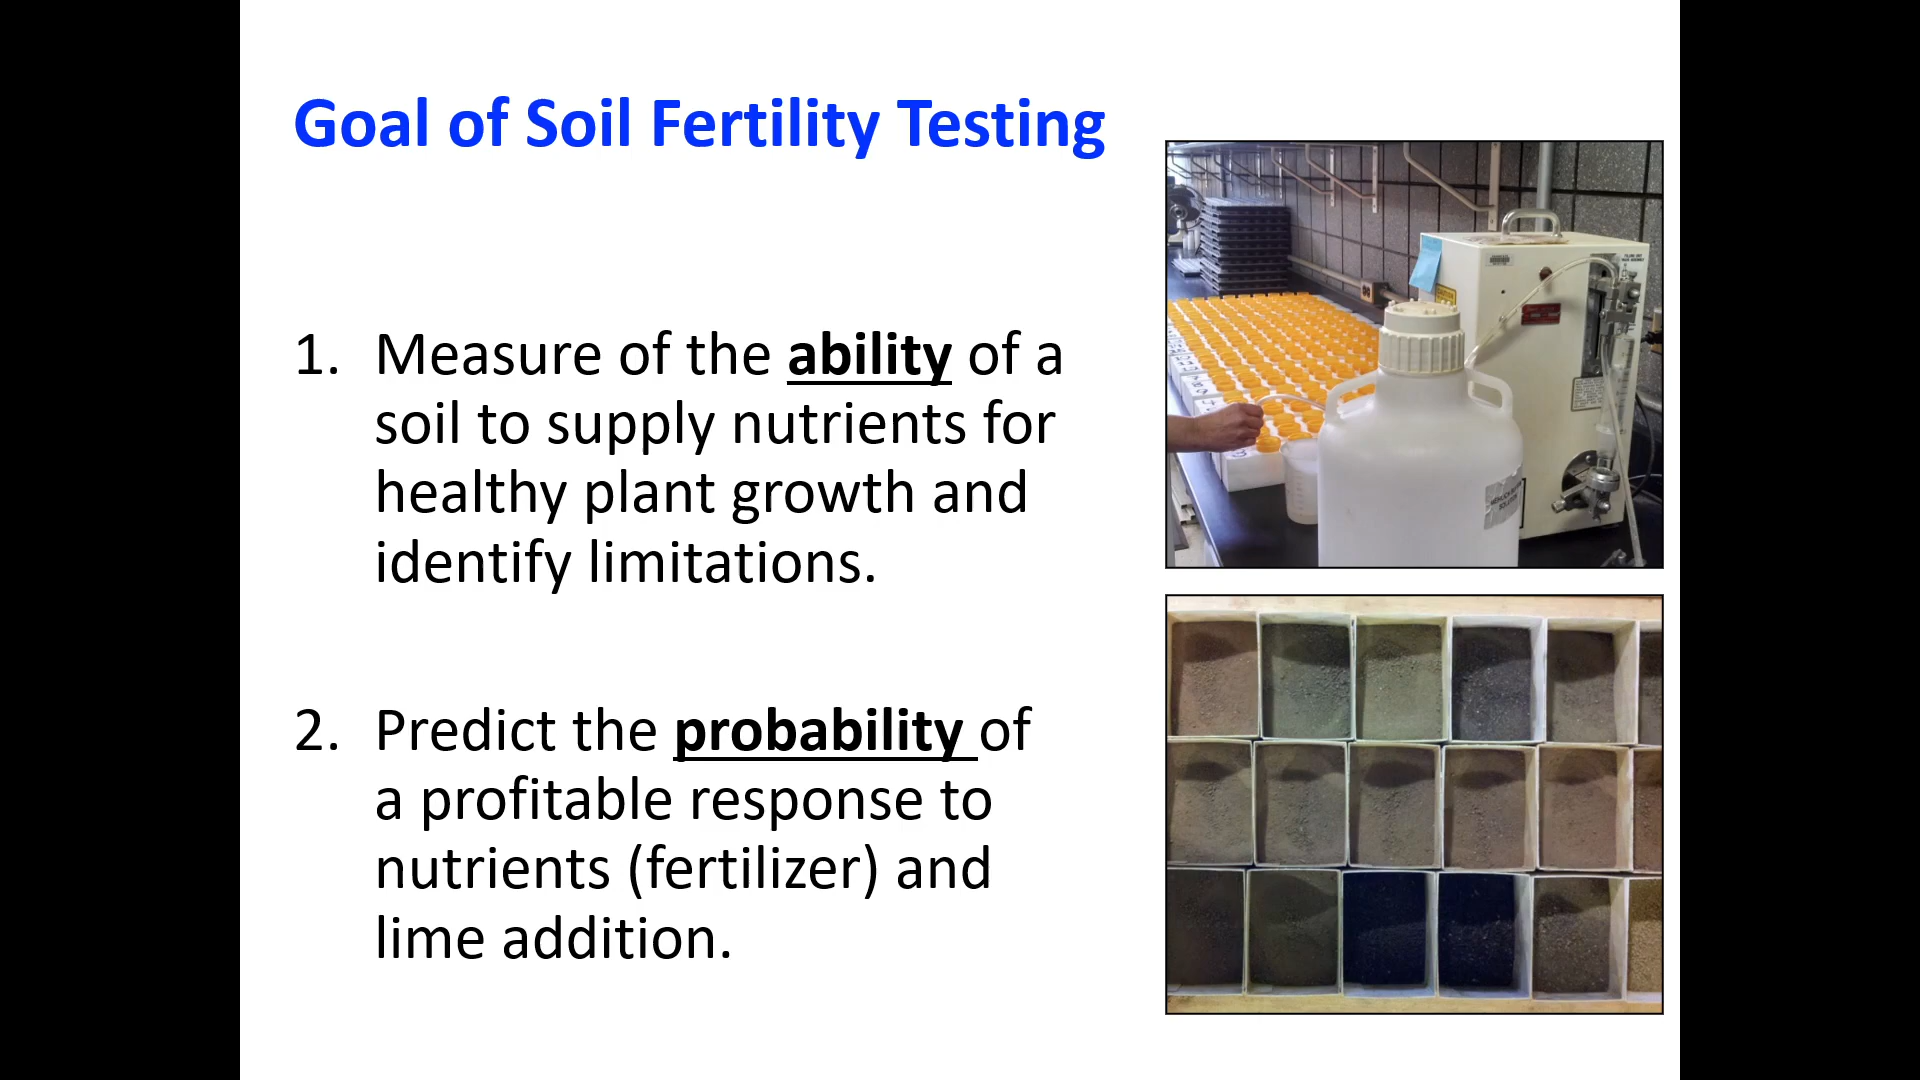 Goal of Soil Fertility Testing
1. Measure of the ability of a
soil to supply nutrients for
healthy plant growth and
identify limitations.
2. Predict the probability of
a profitable response to
nutrients (fertilizer) and
lime addition.